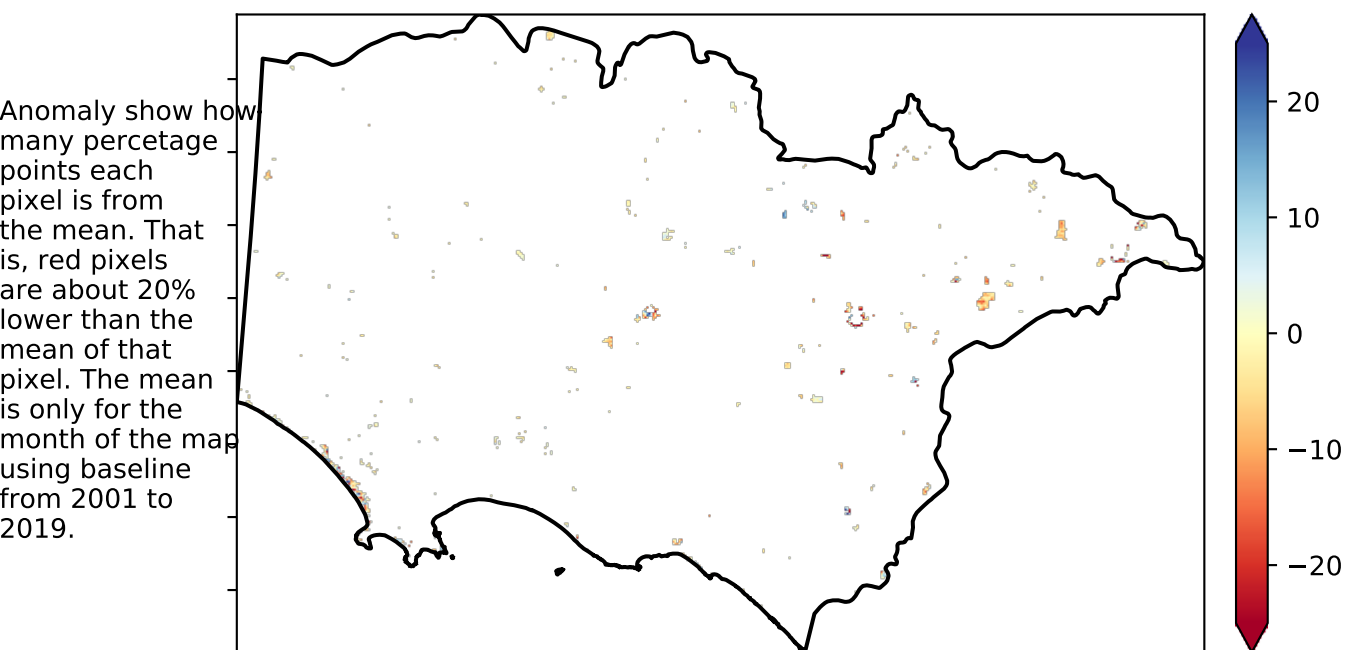 Anomaly show how
many percetage
points each
pixel is from
the mean. That
is, red pixels
are about 20%
lower than the
mean of that
pixel. The mean
is only for the
month of the map
using baseline
from 2001 to
2019.
20
10
0
−10
−20